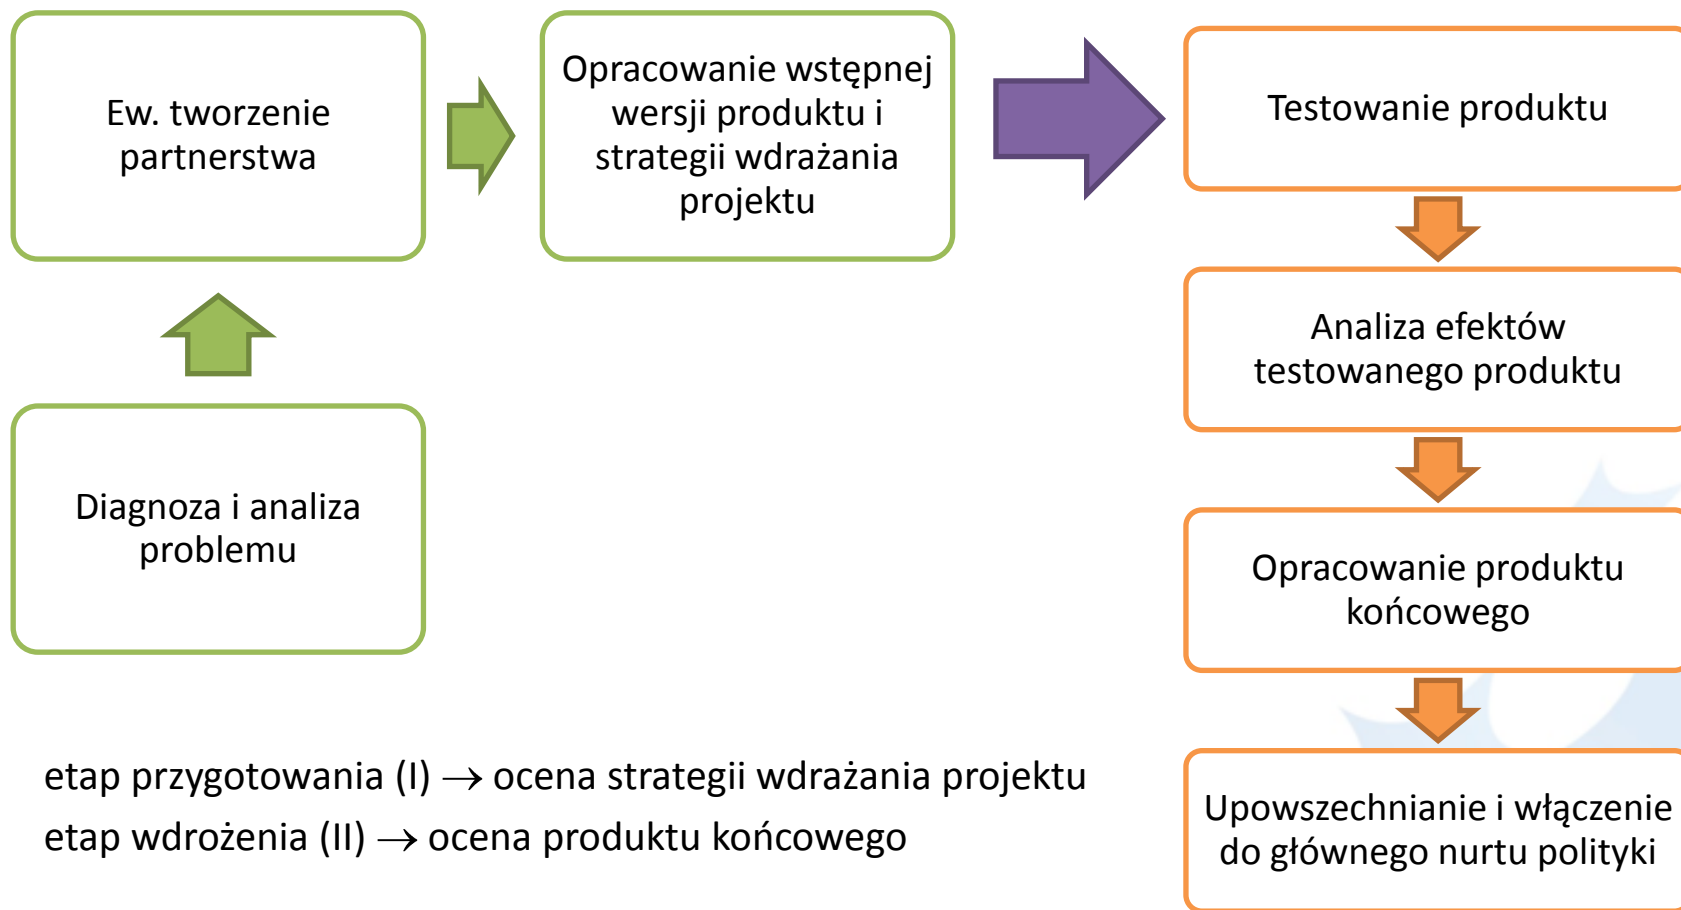 Ew. tworzenie
partnerstwa
Opracowanie wstępnej
wersji produktu i
strategii wdrażania
projektu
Testowanie produktu
Analiza efektów
testowanego produktu
Diagnoza i analiza
problemu
Opracowanie produktu
końcowego
Upowszechnianie i włączenie
do głównego nurtu polityki
etap przygotowania (I) → ocena strategii wdrażania projektu
etap wdrożenia (II) → ocena produktu końcowego